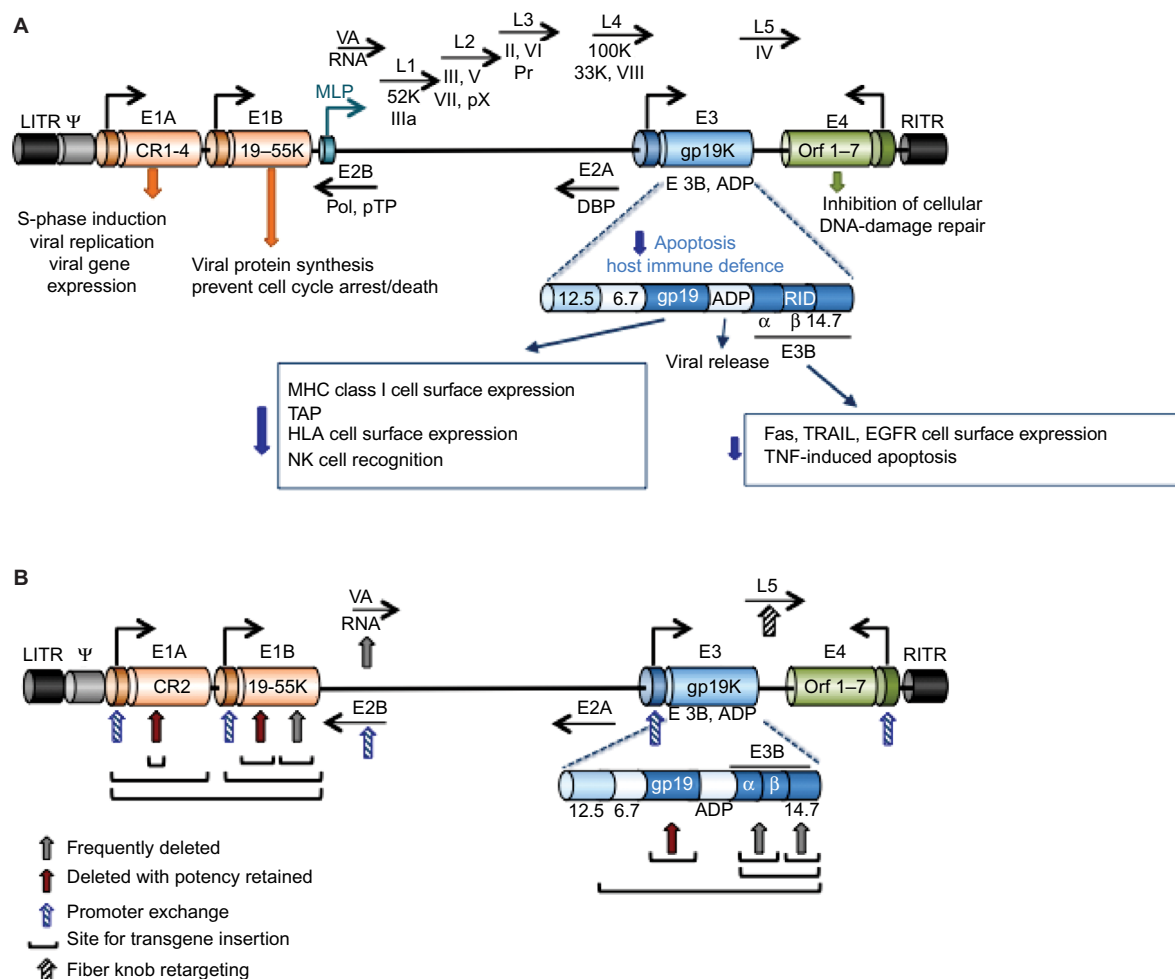 A
VA
RNA
L1
52K
IIIa
L2
III, V
VII, pX
L3
II, VI
Pr
L4
100K
33K, VIII
L5
IV
MLP
LITR Ψ
E1A
CR1-4
E1B
19–55K
E3
gp19K
E 3B, ADP
E4
Orf 1–7
RITR
E2B
Pol, pTP
E2A
DBP
S-phase induction
viral replication
viral gene
expression
Viral protein synthesis
prevent cell cycle arrest/death
Inhibition of cellular
DNA-damage repair
Apoptosis
host immune defence
12.5 6.7 gp19 ADP RID
α β 14.7
E3B
Viral release
MHC class I cell surface expression
TAP
HLA cell surface expression
NK cell recognition
Fas, TRAIL, EGFR cell surface expression
TNF-induced apoptosis
B
VA
RNA
L5
LITR Ψ
E1A
CR2
E1B
19-55K
E2B
E2A
E3
gp19K
E 3B, ADP
E4
Orf 1–7
RITR
E3B
gp19 α β
12.5 6.7 ADP 14.7
Frequently deleted
Deleted with potency retained
Promoter exchange
Site for transgene insertion
Fiber knob retargeting